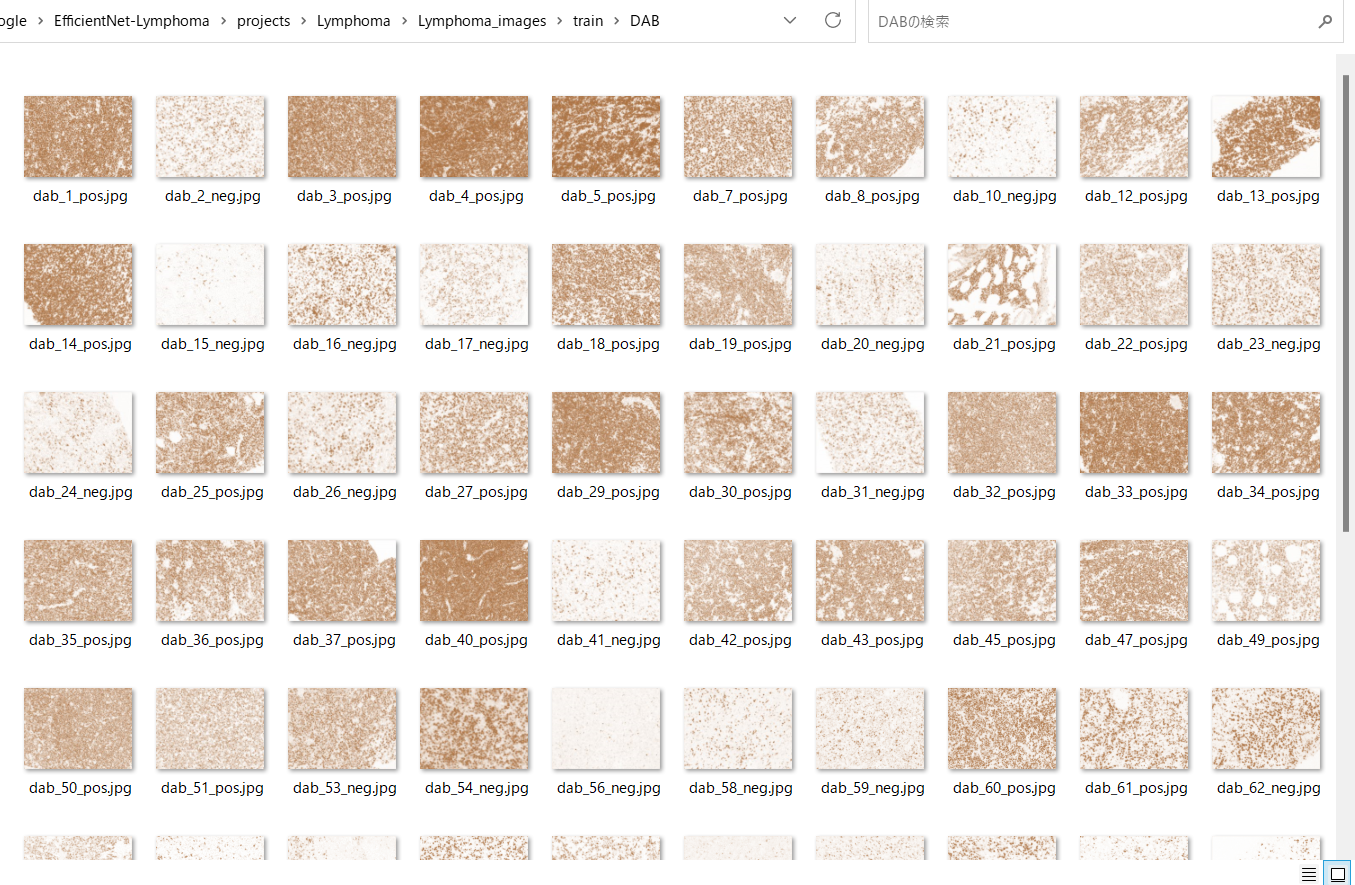 ogle > EfficientNet-Lymphoma > projects > Lymphoma > Lymphoma_images > train > DAB
DABの検索
dab_1_pos.jpg dab_2_neg.jpg dab_3_pos.jpg dab_4_pos.jpg dab_5_pos.jpg dab_7_pos.jpg dab_8_pos.jpg dab_10_neg.jpg dab_12_pos.jpg dab_13_pos.jpg
dab_14_pos.jpg dab_15_neg.jpg dab_16_neg.jpg dab_17_neg.jpg dab_18_pos.jpg dab_19_pos.jpg dab_20_neg.jpg dab_21_pos.jpg dab_22_pos.jpg dab_23_neg.jpg
dab_24_neg.jpg dab_25_pos.jpg dab_26_neg.jpg dab_27_pos.jpg dab_29_pos.jpg dab_30_pos.jpg dab_31_neg.jpg dab_32_pos.jpg dab_33_pos.jpg dab_34_pos.jpg
dab_35_pos.jpg dab_36_pos.jpg dab_37_pos.jpg dab_40_pos.jpg dab_41_neg.jpg dab_42_pos.jpg dab_43_pos.jpg dab_45_pos.jpg dab_47_pos.jpg dab_49_pos.jpg
dab_50_pos.jpg dab_51_pos.jpg dab_53_neg.jpg dab_54_neg.jpg dab_56_neg.jpg dab_58_neg.jpg dab_59_neg.jpg dab_60_pos.jpg dab_61_pos.jpg dab_62_neg.jpg